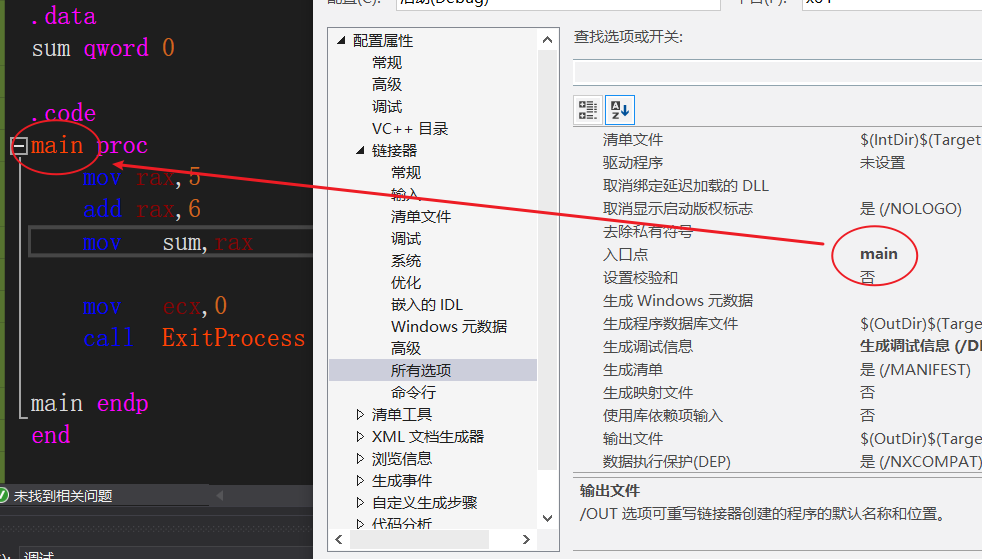 .data
sum qword 0
.code
main proc
mov rax,5
add rax,6
mov sum,rax
mov ecx,0
call ExitProcess
main endp
end
未找到相关问题
调试
配置属性
常规
高级
调试
VC++ 目录
链接器
常规
输入
清单文件
调试
系统
优化
嵌入的 IDL
Windows 元数据
高级
所有选项
命令行
清单工具
XML 文档生成器
浏览信息
生成事件
自定义生成步骤
代码分析
查找选项或开关:
清单文件 $(IntDir)$(Target
驱动程序 未设置
取消绑定延迟加载的 DLL
取消显示启动版权标志 是 (/NOLOGO)
去除私有符号
入口点 main
设置校验和 否
生成 Windows 元数据
生成程序数据库文件 $(OutDir)$(Targe
生成调试信息 生成调试信息 (/DE
生成清单 是 (/MANIFEST)
生成映射文件 否
使用库依赖项输入 否
输出文件 $(OutDir)$(Targe
数据执行保护(DEP) 是 (/NXCOMPAT)
输出文件
/OUT 选项可重写链接器创建的程序的默认名称和位置。